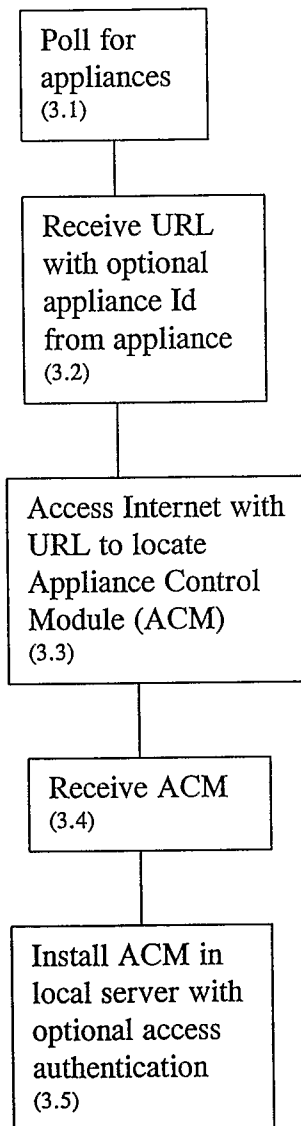 Poll for
appliances
(3.1)
Receive URL
with optional
appliance Id
from appliance
(3.2)
Access Internet with
URL to locate
Appliance Control
Module (ACM)
(3.3)
Receive ACM
(3.4)
Install ACM in
local server with
optional access
authentication
(3.5)